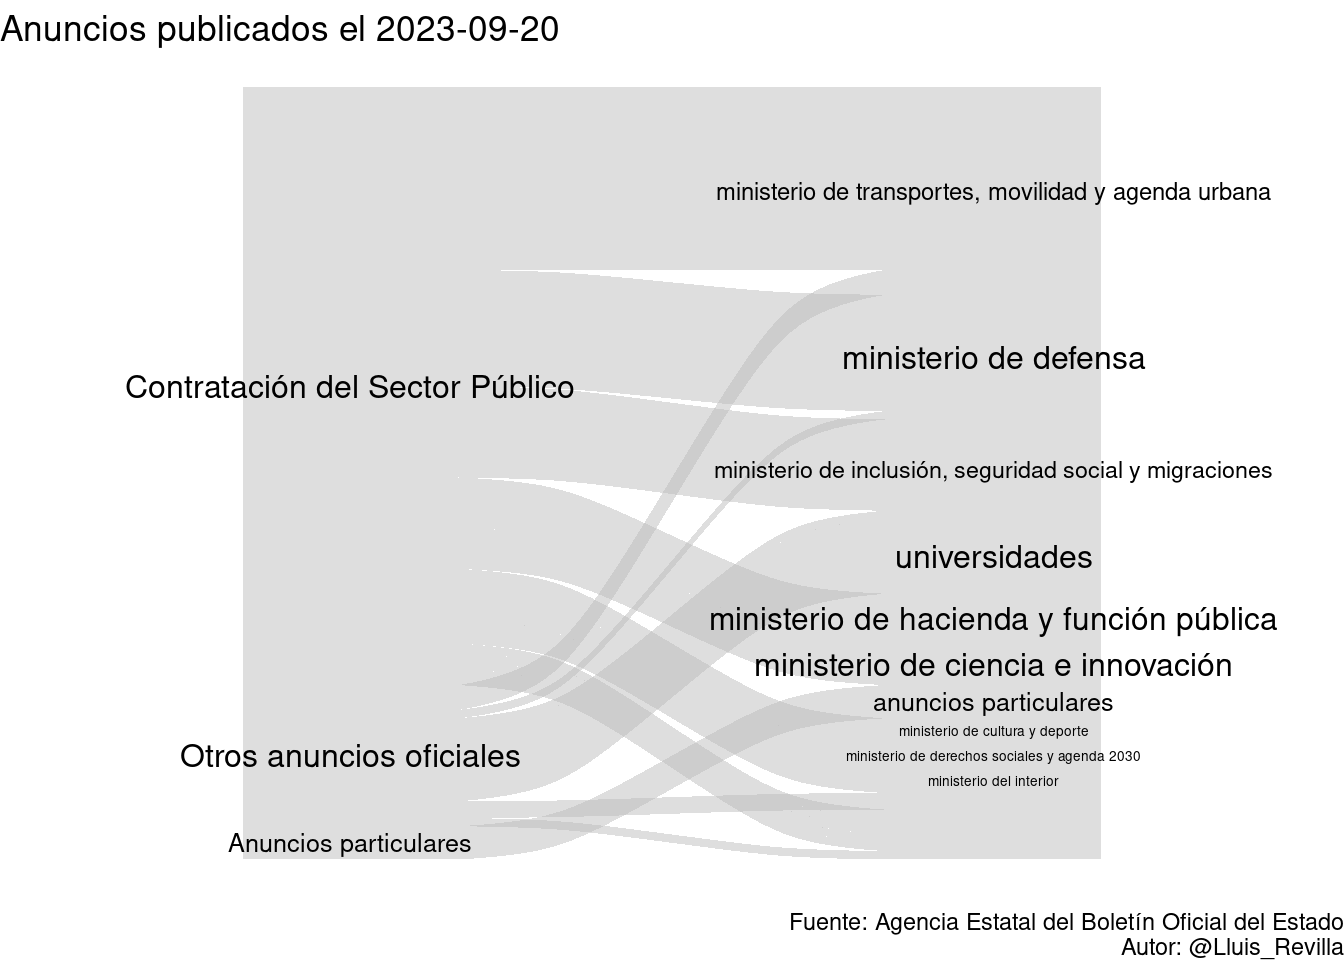 Anuncios publicados el 2023-09-20
ministerio de transportes, movilidad y agenda urbana
ministerio de defensa
Contratación del Sector Público
ministerio de inclusión, seguridad social y migraciones
universidades
ministerio de hacienda y función pública
ministerio de ciencia e innovación
anuncios particulares
ministerio de cultura y deporte
Otros anuncios oficiales
ministerio de derechos sociales y agenda 2030
ministerio del interior
Anuncios particulares
Fuente: Agencia Estatal del Boletín Oficial del Estado
Autor: @Lluis_Revilla